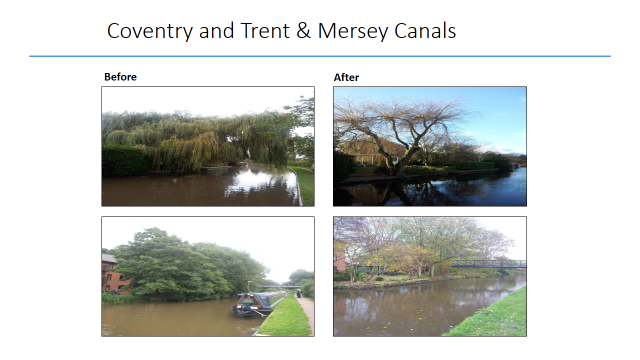 Coventry and Trent & Mersey Canals
Before
After